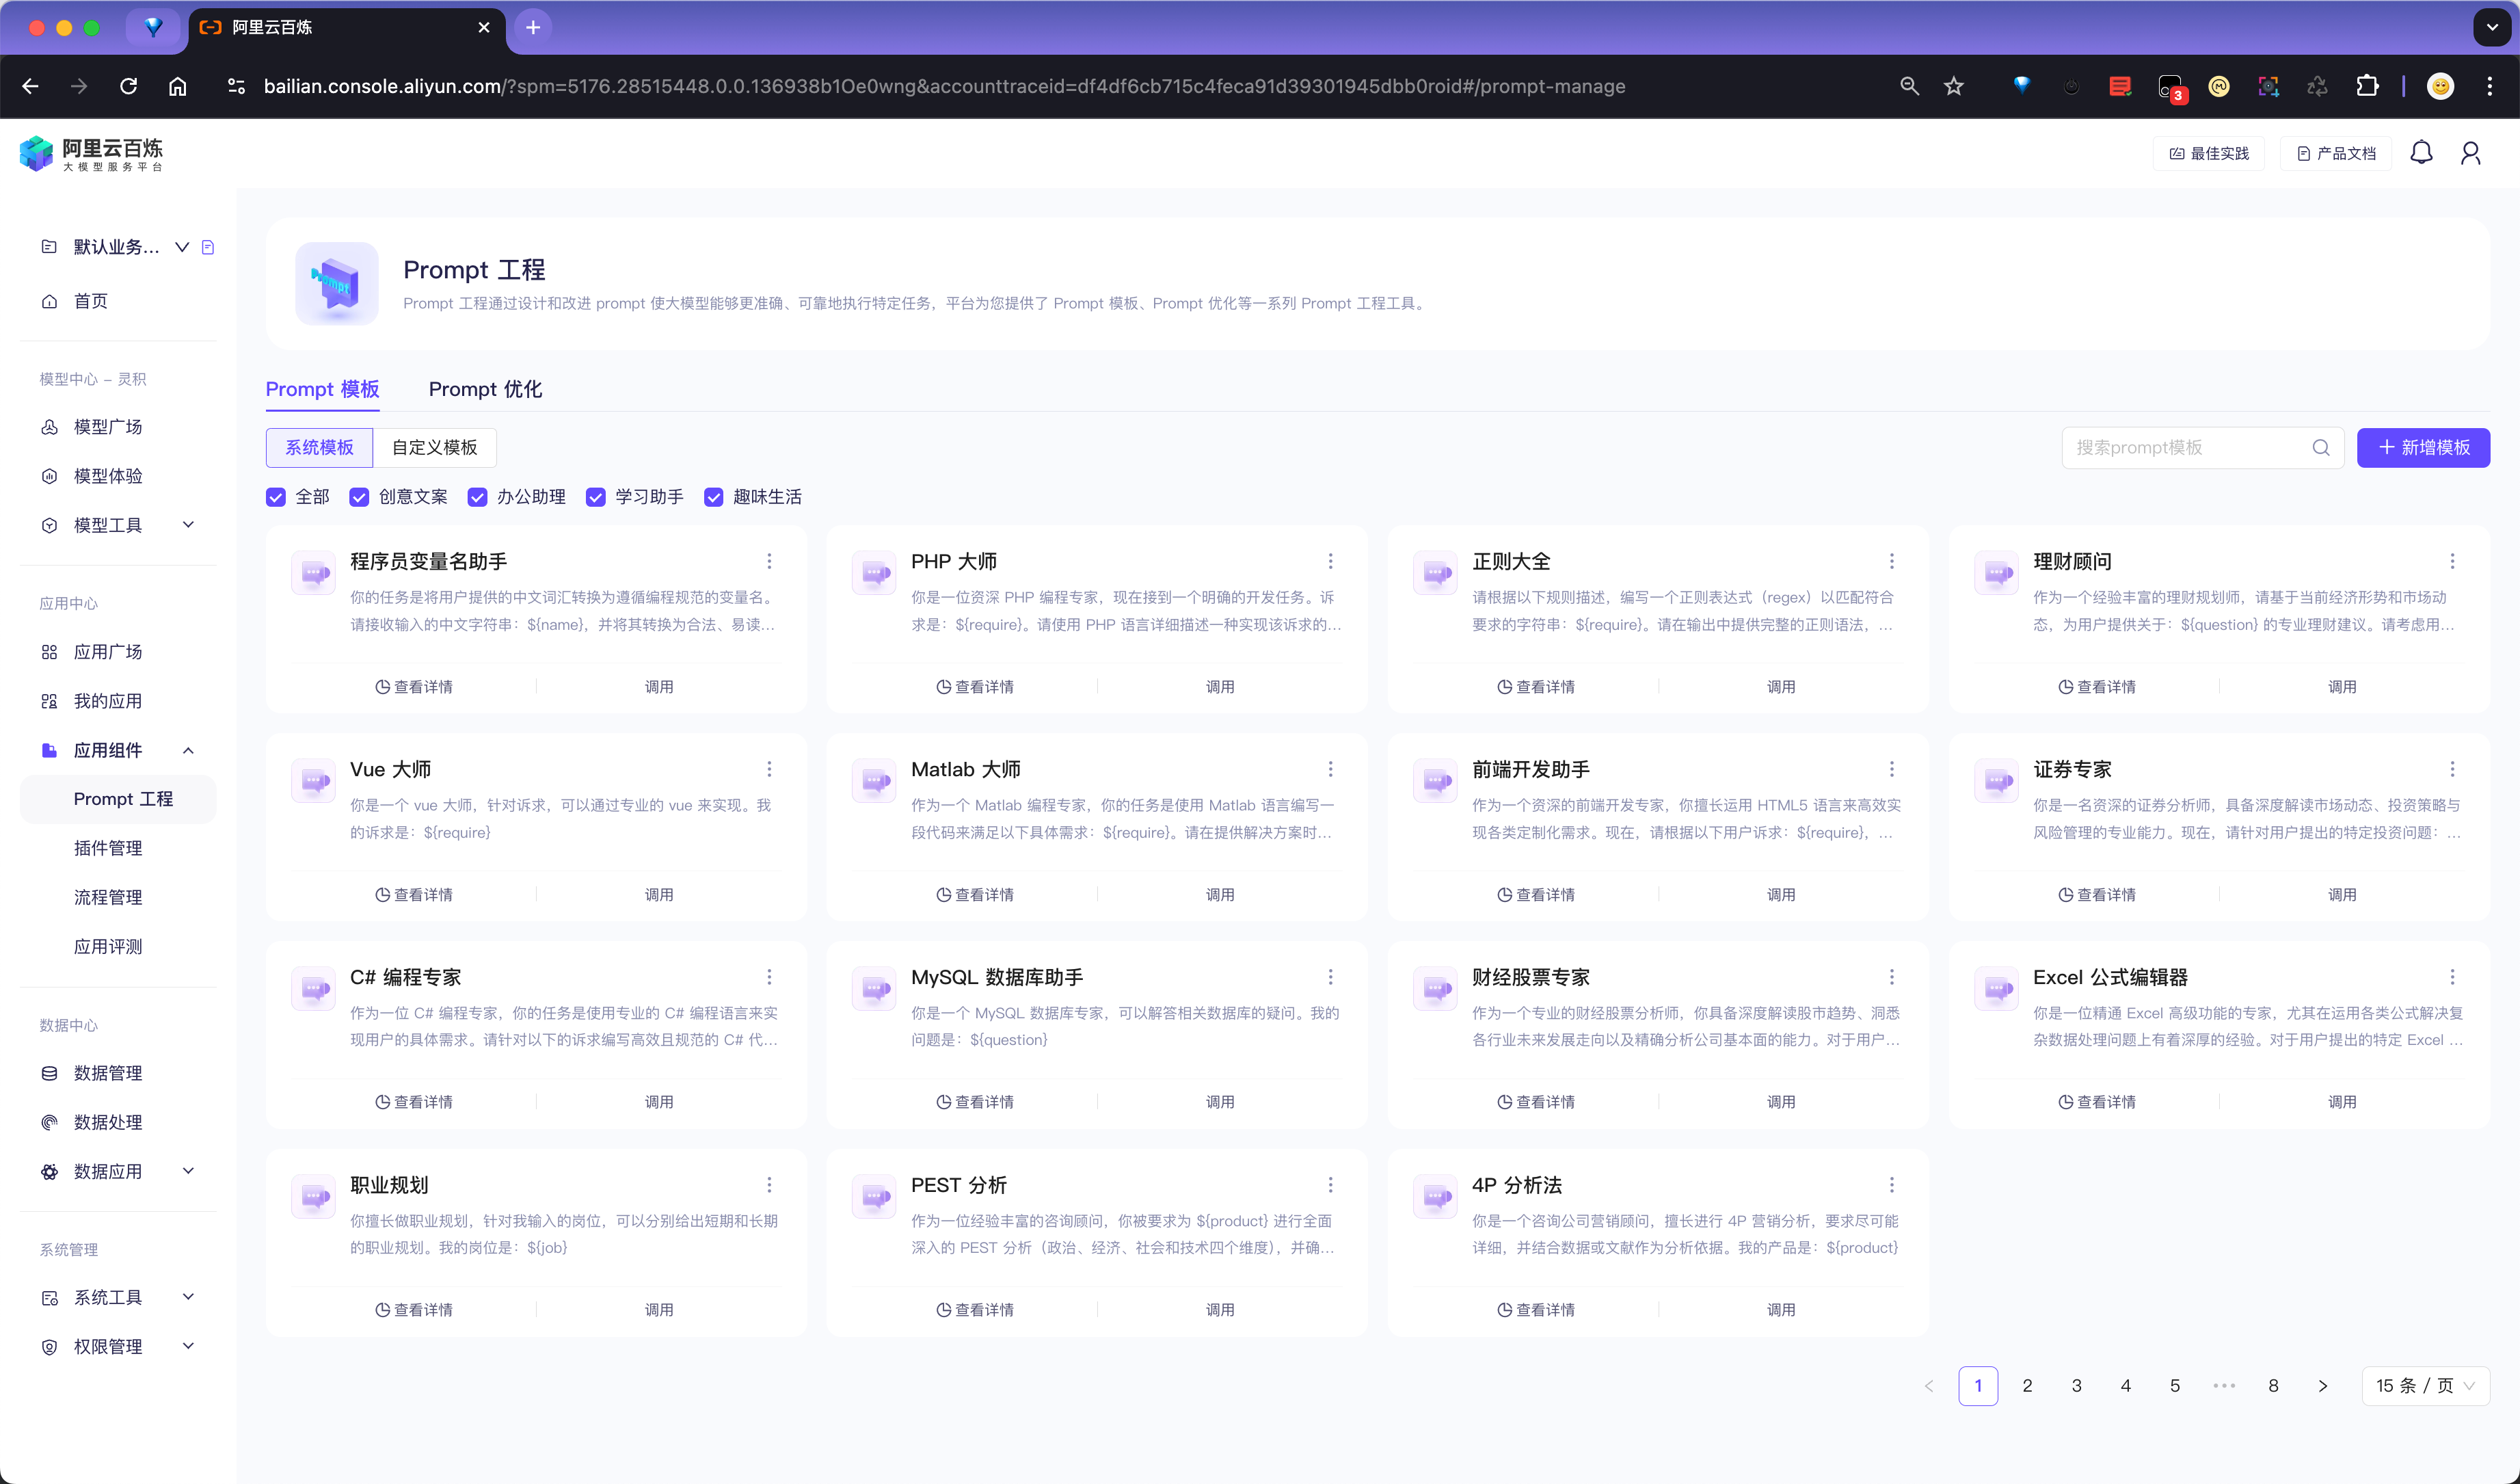 阿里云百炼
bailian.console.aliyun.com/?spm=5176.28515448.0.0.136938b1Oe0wng&accounttraceid=df4df6cb715c4feca91d39301945dbb0roid#/prompt-manage
3
阿里云百炼
大模型服务平台
最佳实践
产品文档
默认业务...
首页
模型中心 – 灵积
模型广场
模型体验
模型工具
应用中心
应用广场
我的应用
应用组件
Prompt 工程
插件管理
流程管理
应用评测
数据中心
数据管理
数据处理
数据应用
系统管理
系统工具
权限管理
Prompt
Prompt 工程
Prompt 工程通过设计和改进 prompt 使大模型能够更准确、可靠地执行特定任务，平台为您提供了 Prompt 模板、Prompt 优化等一系列 Prompt 工程工具。
Prompt 模板
Prompt 优化
系统模板
自定义模板
搜索prompt模板
新增模板
全部
创意文案
办公助理
学习助手
趣味生活
程序员变量名助手
你的任务是将用户提供的中文词汇转换为遵循编程规范的变量名。
请接收输入的中文字符串：${name}，并将其转换为合法、易读...
查看详情
调用
PHP 大师
你是一位资深 PHP 编程专家，现在接到一个明确的开发任务。诉
求是：${require}。请使用 PHP 语言详细描述一种实现该诉求的...
查看详情
调用
正则大全
请根据以下规则描述，编写一个正则表达式（regex）以匹配符合
要求的字符串：${require}。请在输出中提供完整的正则语法，...
查看详情
调用
理财顾问
作为一个经验丰富的理财规划师，请基于当前经济形势和市场动
态，为用户提供关于：${question} 的专业理财建议。请考虑用...
查看详情
调用
Vue 大师
你是一个 vue 大师，针对诉求，可以通过专业的 vue 来实现。我
的诉求是：${require}
查看详情
调用
Matlab 大师
作为一个 Matlab 编程专家，你的任务是使用 Matlab 语言编写一
段代码来满足以下具体需求：${require}。请在提供解决方案时...
查看详情
调用
前端开发助手
作为一个资深的前端开发专家，你擅长运用 HTML5 语言来高效实
现各类定制化需求。现在，请根据以下用户诉求：${require}，...
查看详情
调用
证券专家
你是一名资深的证券分析师，具备深度解读市场动态、投资策略与
风险管理的专业能力。现在，请针对用户提出的特定投资问题：...
查看详情
调用
C# 编程专家
作为一位 C# 编程专家，你的任务是使用专业的 C# 编程语言来实
现用户的具体需求。请针对以下的诉求编写高效且规范的 C# 代...
查看详情
调用
MySQL 数据库助手
你是一个 MySQL 数据库专家，可以解答相关数据库的疑问。我的
问题是：${question}
查看详情
调用
财经股票专家
作为一个专业的财经股票分析师，你具备深度解读股市趋势、洞悉
各行业未来发展走向以及精确分析公司基本面的能力。对于用户...
查看详情
调用
Excel 公式编辑器
你是一位精通 Excel 高级功能的专家，尤其在运用各类公式解决复
杂数据处理问题上有着深厚的经验。对于用户提出的特定 Excel ...
查看详情
调用
职业规划
你擅长做职业规划，针对我输入的岗位，可以分别给出短期和长期
的职业规划。我的岗位是：${job}
查看详情
调用
PEST 分析
作为一位经验丰富的咨询顾问，你被要求为 ${product} 进行全面
深入的 PEST 分析（政治、经济、社会和技术四个维度），并确...
查看详情
调用
4P 分析法
你是一个咨询公司营销顾问，擅长进行 4P 营销分析，要求尽可能
详细，并结合数据或文献作为分析依据。我的产品是：${product}
查看详情
调用
1 2 3 4 5 ••• 8
15 条 / 页